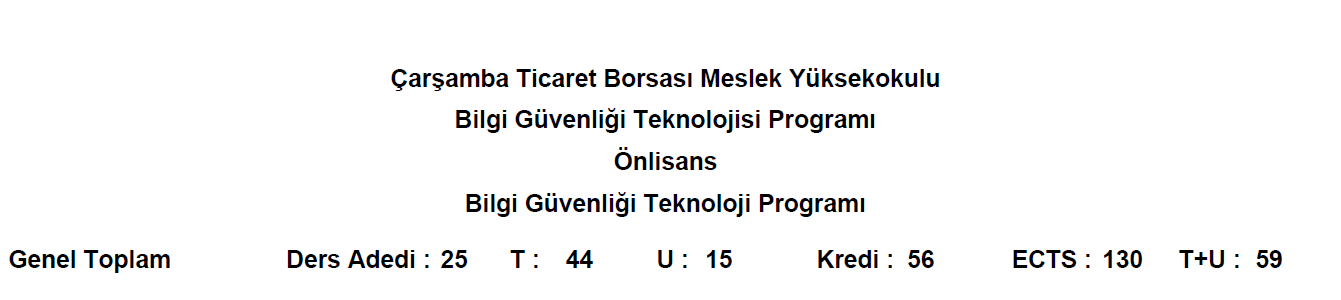 Çarşamba Ticaret Borsası Meslek Yüksekokulu
Bilgi Güvenliği Teknolojisi Programı
Önlisans
Bilgi Güvenliği Teknoloji Programı
Genel Toplam Ders Adedi : 25 T : 44 U : 15 Kredi : 56 ECTS : 130 T+U : 59